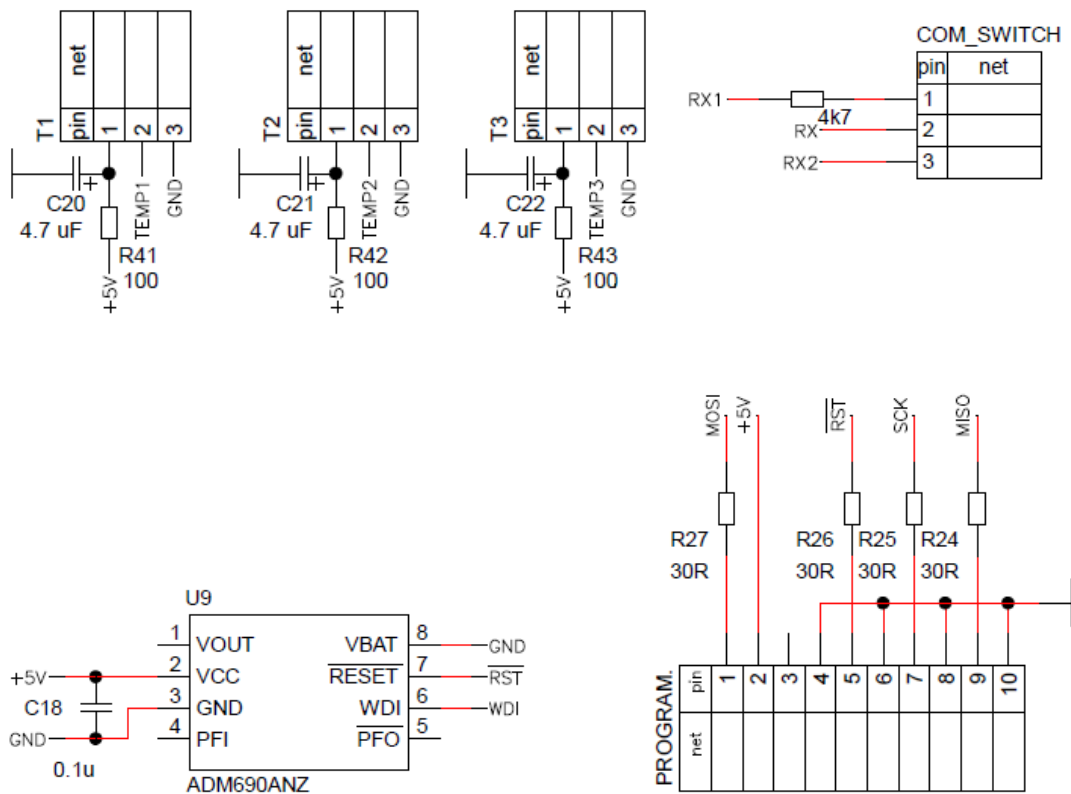 COM_SWITCH
pin net
RX1 4k7 1
RX 2
RX2 3
T1 pin net 1 2 3
C20
4.7 uF
+
TEMP1
GND
R41
100
+5V
T2 pin net 1 2 3
C21
4.7 uF
+
TEMP2
GND
R42
100
+5V
T3 pin net 1 2 3
C22
4.7 uF
+
TEMP3
GND
R43
100
+5V
MOSI +5V RST SCK MISO
R27 R26 R25 R24
30R 30R 30R 30R
PROGRAM.
pin 1 2 3 4 5 6 7 8 9 10
net
U9
1 VOUT VBAT 8 GND
+5V 2 VCC RESET 7 RST
C18 3 GND WDI 6 WDI
GND 4 PFI PFO 5
0.1u
ADM690ANZ